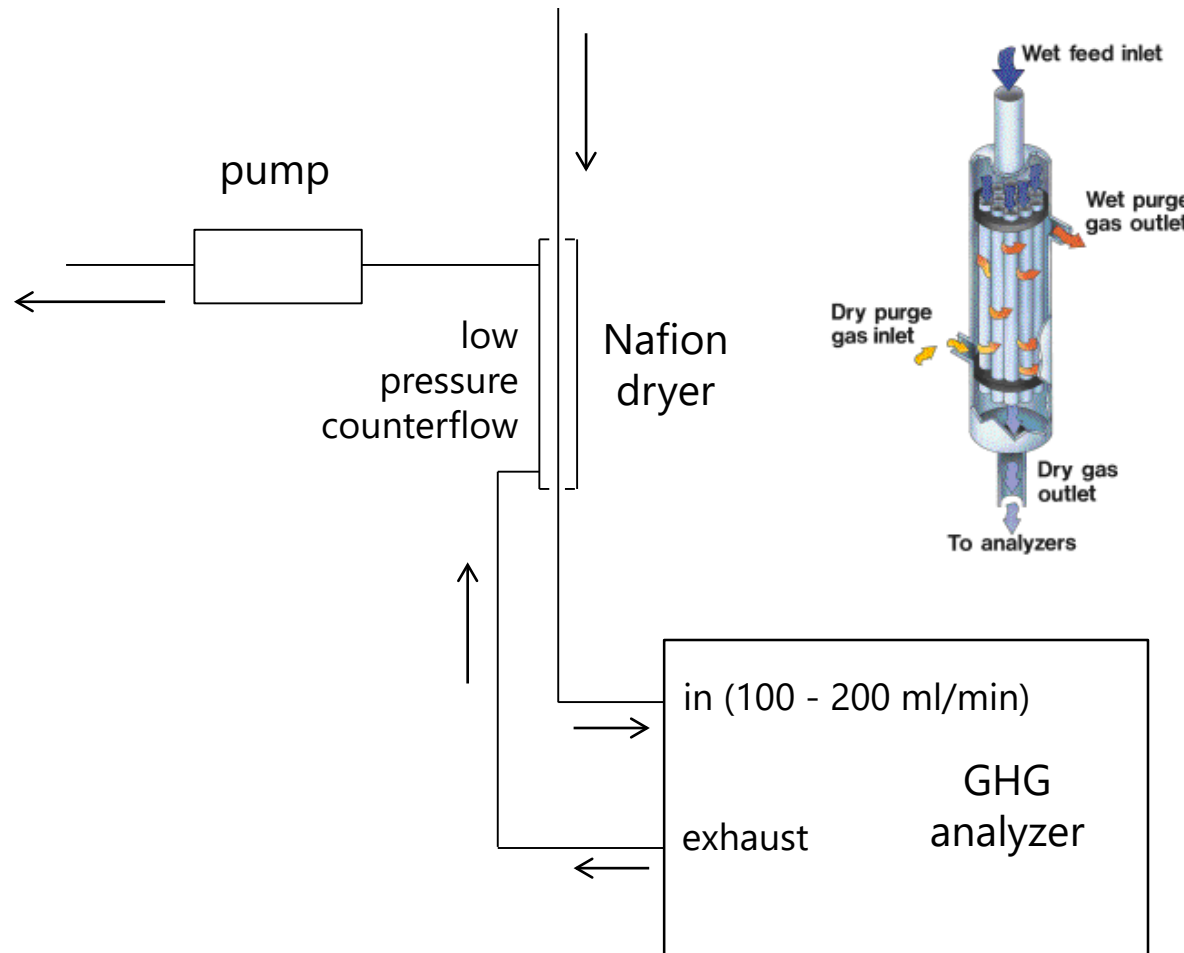 pump
low
pressure
counterflow
Nafion
dryer
in (100 - 200 ml/min)
GHG
analyzer
exhaust
Wet feed inlet
Wet purge
gas outlet
Dry purge
gas inlet
Dry gas
outlet
To analyzers